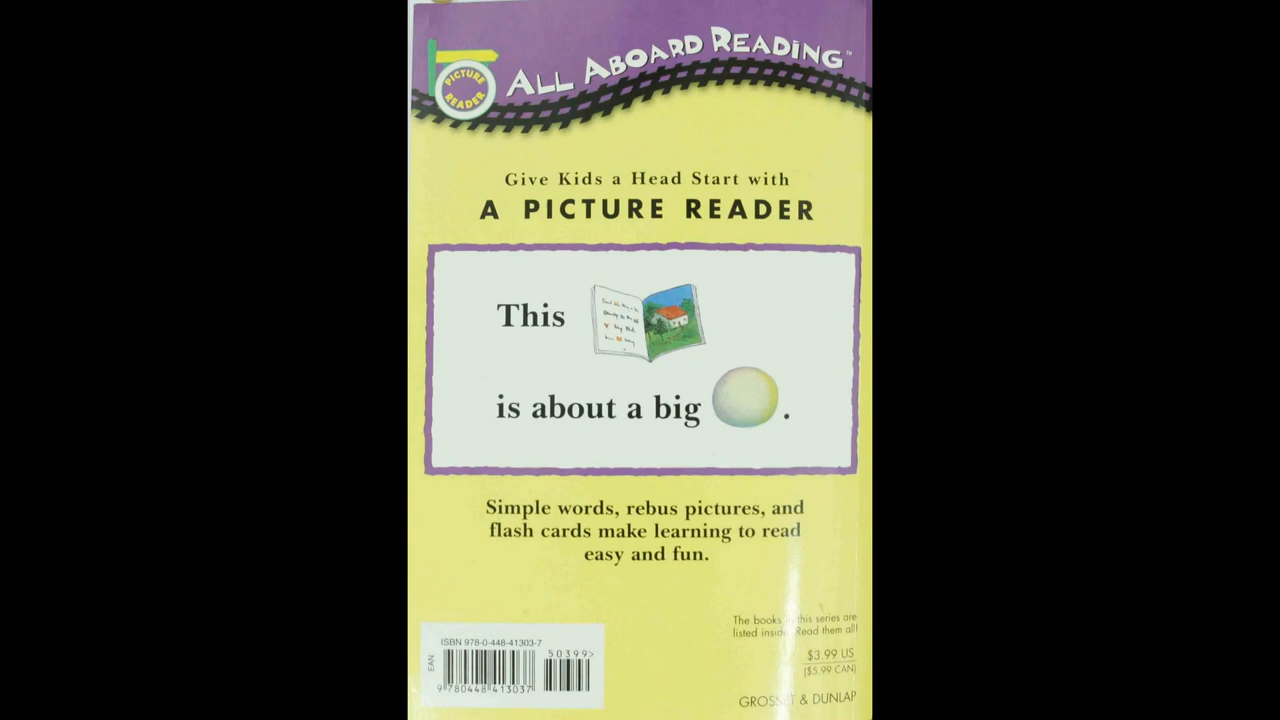 ALL ABOARD READING™
PICTURE
READER
Give Kids a Head Start with
A PICTURE READER
This
is about a big .
Simple words, rebus pictures, and
flash cards make learning to read
easy and fun.
The books in this series are
listed inside. Read them all!
$3.99 US
($5.99 CAN)
GROSSET & DUNLAP
ISBN 978-0-448-41303-7
50399>
EAN
9 780448 413037